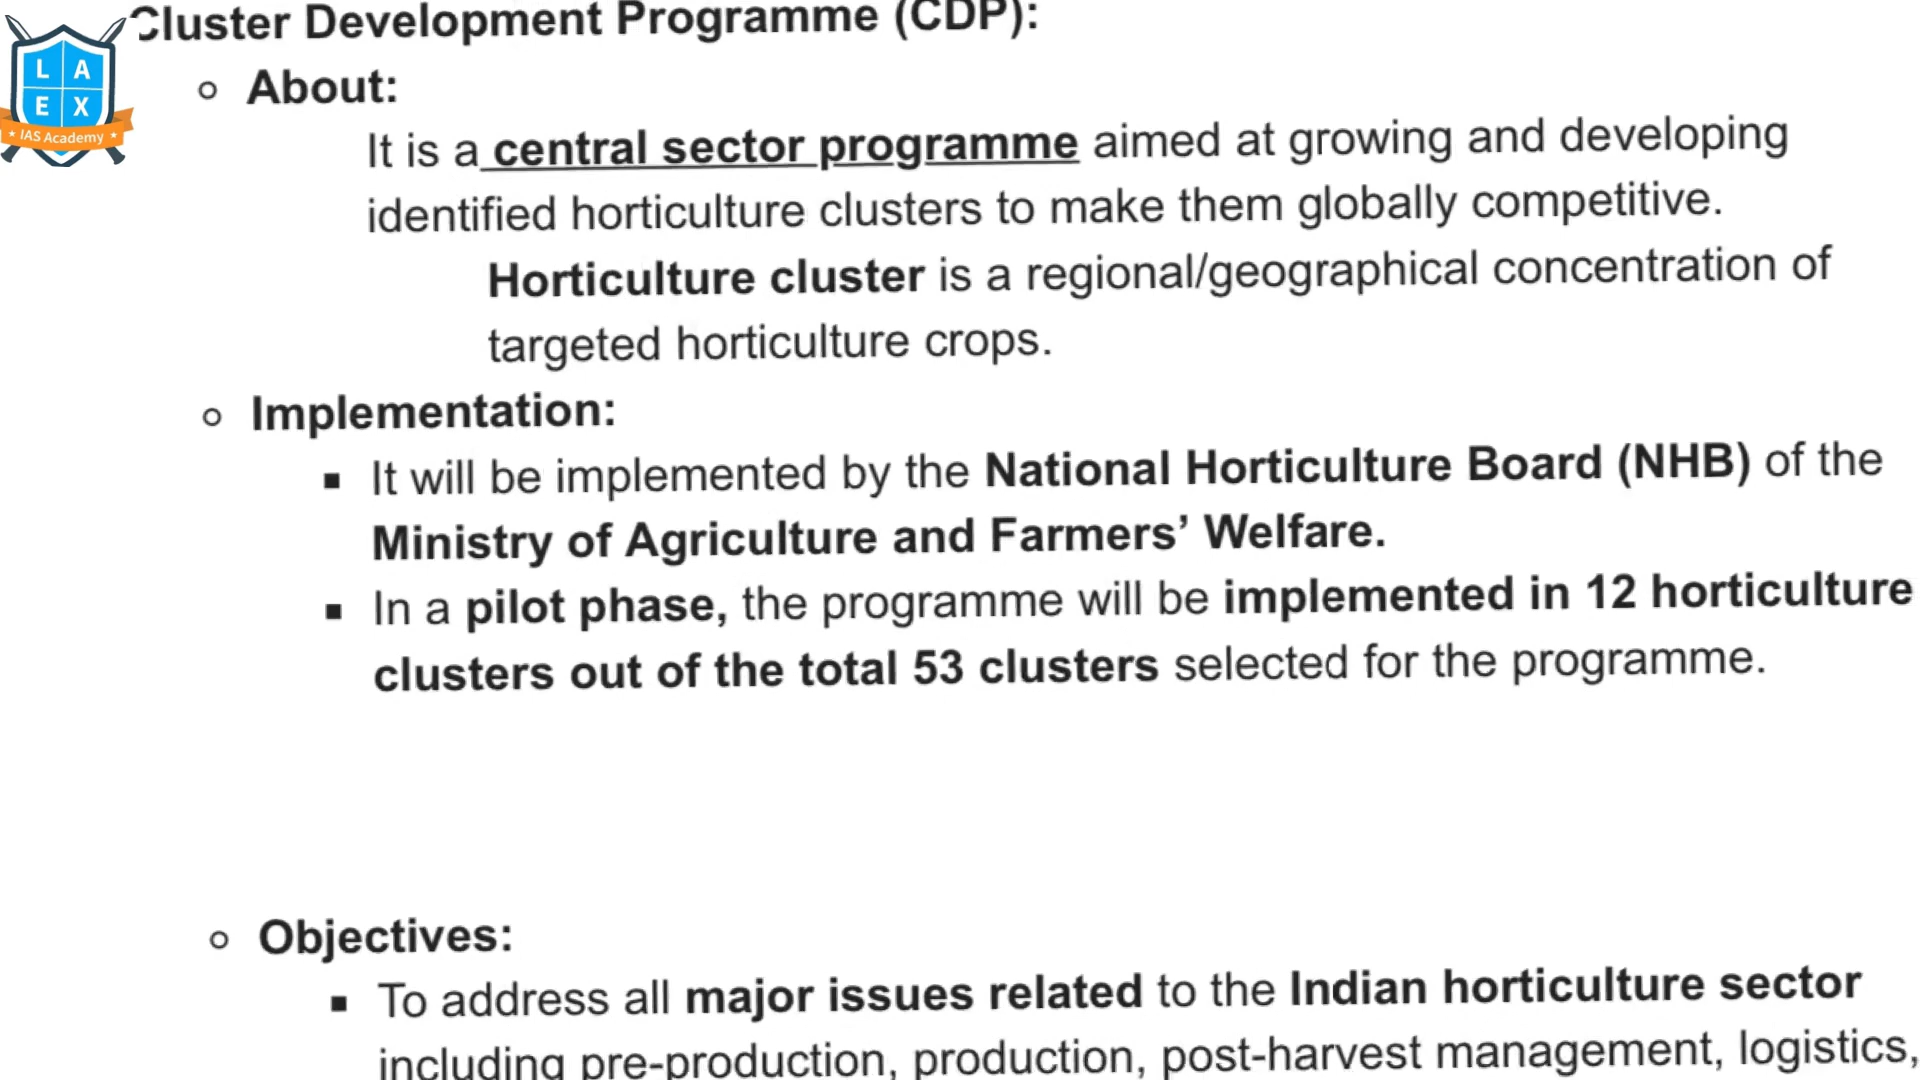 Cluster Development Programme (CDP):
L A
E X
IAS Academy
About:
It is a central sector programme aimed at growing and developing
identified horticulture clusters to make them globally competitive.
Horticulture cluster is a regional/geographical concentration of
targeted horticulture crops.
Implementation:
It will be implemented by the National Horticulture Board (NHB) of the
Ministry of Agriculture and Farmers’ Welfare.
In a pilot phase, the programme will be implemented in 12 horticulture
clusters out of the total 53 clusters selected for the programme.
Objectives:
To address all major issues related to the Indian horticulture sector
including pre-production, production, post-harvest management, logistics,